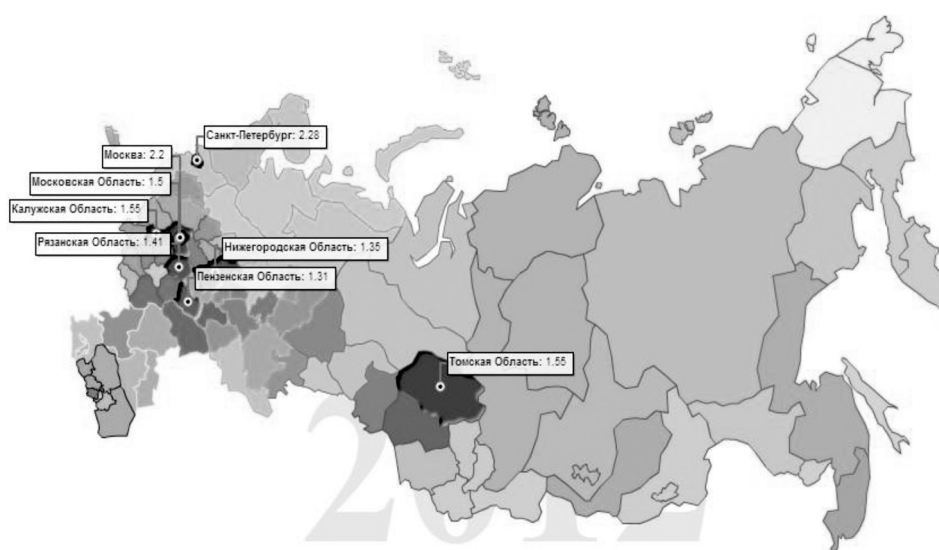 Санкт-Петербург: 2.28
Москва: 2.2
Московская Область: 1.5
Калужская Область: 1.55
Рязанская Область: 1.41
Нижегородская Область: 1.35
Пензенская Область: 1.31
Томская Область: 1.55
2012